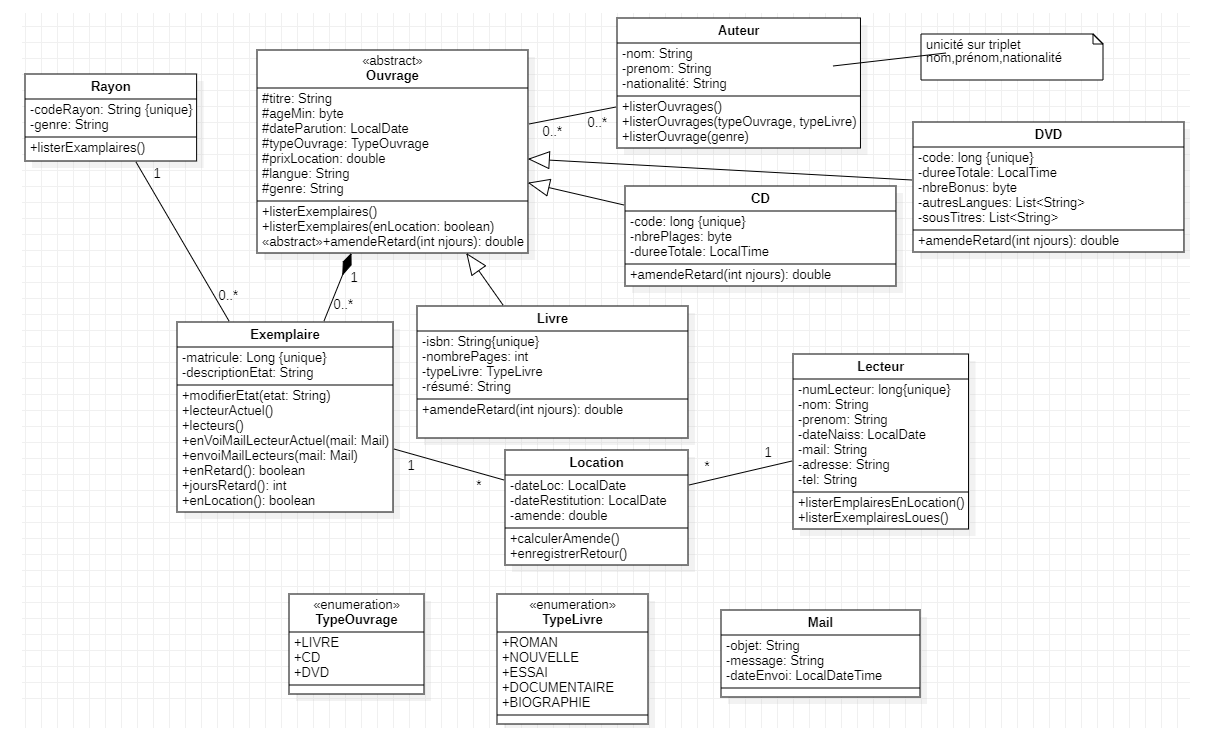 Rayon
-codeRayon: String {unique}
-genre: String
+listerExamplaires()
1
0..*
«abstract»
Ouvrage
#titre: String
#ageMin: byte
#dateParution: LocalDate
#typeOuvrage: TypeOuvrage
#prixLocation: double
#langue: String
#genre: String
+listerExemplaires()
+listerExemplaires(enLocation: boolean)
«abstract»+amendeRetard(int njours): double
1
0..*
0..*
0..*
Auteur
-nom: String
-prenom: String
-nationalité: String
+listerOuvrages()
+listerOuvrages(typeOuvrage, typeLivre)
+listerOuvrage(genre)
unicité sur triplet
nom,prénom,nationalité
DVD
-code: long {unique}
-dureeTotale: LocalTime
-nbreBonus: byte
-autresLangues: List<String>
-sousTitres: List<String>
+amendeRetard(int njours): double
CD
-code: long {unique}
-nbrePlages: byte
-dureeTotale: LocalTime
+amendeRetard(int njours): double
Exemplaire
-matricule: Long {unique}
-descriptionEtat: String
+modifierEtat(etat: String)
+lecteurActuel()
+lecteurs()
+enVoiMailLecteurActuel(mail: Mail)
+envoiMailLecteurs(mail: Mail)
+enRetard(): boolean
+joursRetard(): int
+enLocation(): boolean
Livre
-isbn: String{unique}
-nombrePages: int
-typeLivre: TypeLivre
-résumé: String
+amendeRetard(int njours): double
1
*
Location
-dateLoc: LocalDate
-dateRestitution: LocalDate
-amende: double
+calculerAmende()
+enregistrerRetour()
*
1
Lecteur
-numLecteur: long{unique}
-nom: String
-prenom: String
-dateNaiss: LocalDate
-mail: String
-adresse: String
-tel: String
+listerEmplairesEnLocation()
+listerExemplairesLoues()
«enumeration»
TypeOuvrage
+LIVRE
+CD
+DVD
«enumeration»
TypeLivre
+ROMAN
+NOUVELLE
+ESSAI
+DOCUMENTAIRE
+BIOGRAPHIE
Mail
-objet: String
-message: String
-dateEnvoi: LocalDateTime